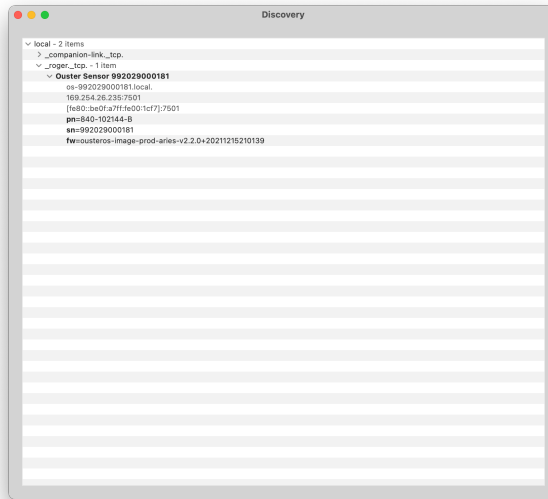 Discovery
local - 2 items
_companion-link._tcp.
_roger._tcp. - 1 item
Ouster Sensor 992029000181
os-992029000181.local.
169.254.26.235:7501
[fe80::be0f:a7ff:fe00:1cf7]:7501
pn=840-102144-B
sn=992029000181
fw=ousteros-image-prod-aries-v2.2.0+20211215210139